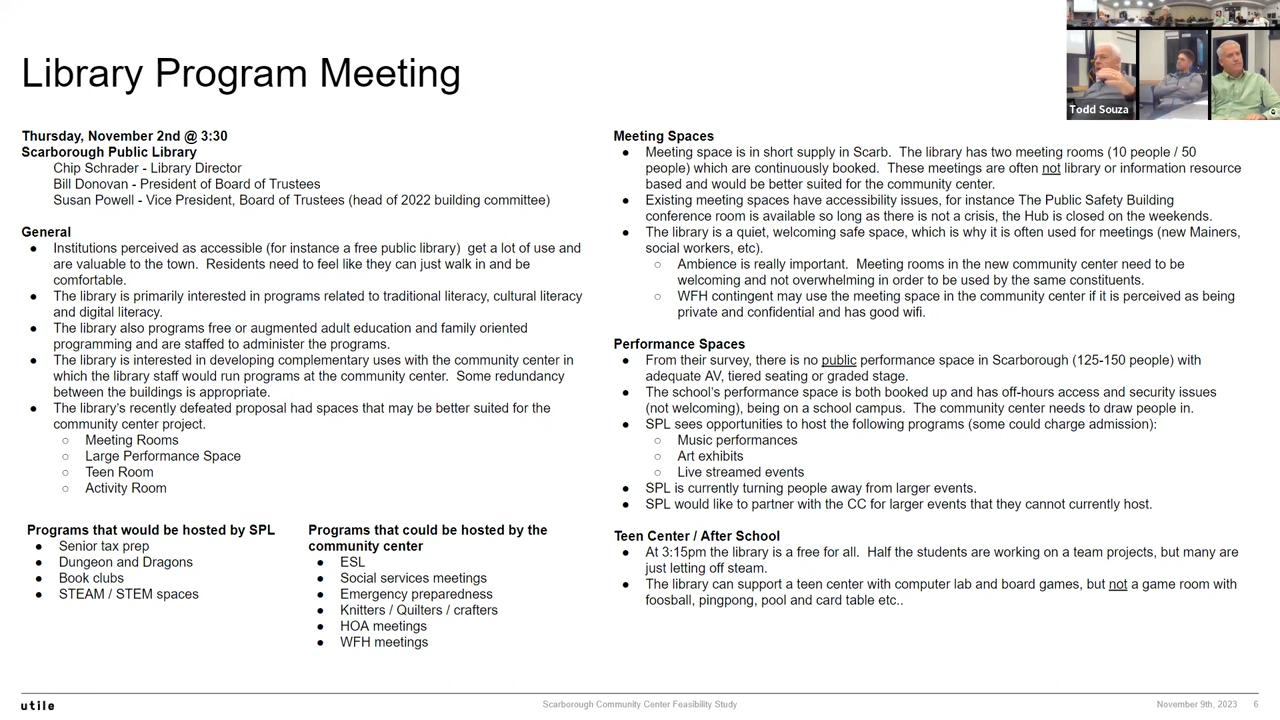 Todd Souza
Library Program Meeting
Thursday, November 2nd @ 3:30
Scarborough Public Library
Chip Schrader - Library Director
Bill Donovan - President of Board of Trustees
Susan Powell - Vice President, Board of Trustees (head of 2022 building committee)
General
● Institutions perceived as accessible (for instance a free public library) get a lot of use and
are valuable to the town. Residents need to feel like they can just walk in and be
comfortable.
● The library is primarily interested in programs related to traditional literacy, cultural literacy
and digital literacy.
● The library also programs free or augmented adult education and family oriented
programming and are staffed to administer the programs.
● The library is interested in developing complementary uses with the community center in
which the library staff would run programs at the community center. Some redundancy
between the buildings is appropriate.
● The library's recently defeated proposal had spaces that may be better suited for the
community center project.
○ Meeting Rooms
○ Large Performance Space
○ Teen Room
○ Activity Room
Programs that would be hosted by SPL
● Senior tax prep
● Dungeon and Dragons
● Book clubs
● STEAM / STEM spaces
Programs that could be hosted by the
community center
● ESL
● Social services meetings
● Emergency preparedness
● Knitters / Quilters / crafters
● HOA meetings
● WFH meetings
Meeting Spaces
● Meeting space is in short supply in Scarb. The library has two meeting rooms (10 people / 50
people) which are continuously booked. These meetings are often not library or information resource
based and would be better suited for the community center.
● Existing meeting spaces have accessibility issues, for instance The Public Safety Building
conference room is available so long as there is not a crisis, the Hub is closed on the weekends.
● The library is a quiet, welcoming safe space, which is why it is often used for meetings (new Mainers,
social workers, etc).
○ Ambience is really important. Meeting rooms in the new community center need to be
welcoming and not overwhelming in order to be used by the same constituents.
○ WFH contingent may use the meeting space in the community center if it is perceived as being
private and confidential and has good wifi.
Performance Spaces
● From their survey, there is no public performance space in Scarborough (125-150 people) with
adequate AV, tiered seating or graded stage.
● The school's performance space is both booked up and has off-hours access and security issues
(not welcoming), being on a school campus. The community center needs to draw people in.
● SPL sees opportunities to host the following programs (some could charge admission):
○ Music performances
○ Art exhibits
○ Live streamed events
● SPL is currently turning people away from larger events.
● SPL would like to partner with the CC for larger events that they cannot currently host.
Teen Center / After School
● At 3:15pm the library is a free for all. Half the students are working on a team projects, but many are
just letting off steam.
● The library can support a teen center with computer lab and board games, but not a game room with
foosball, pingpong, pool and card table etc..
utile
Scarborough Community Center Feasibility Study
November 9th, 2023 6